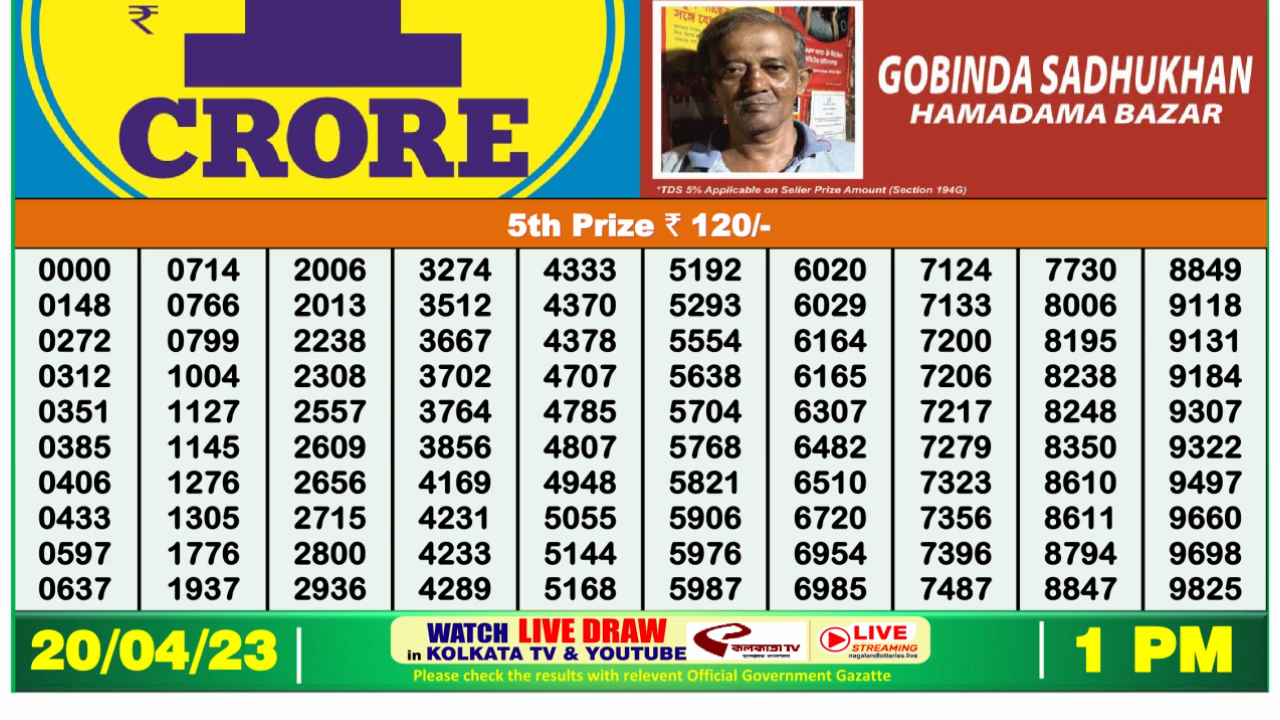 ₹
1
CRORE
GOBINDA SADHUKHAN
HAMADAMA BAZAR
*TDS 5% Applicable on Seller Prize Amount (Section 194G)
5th Prize ₹ 120/-
0000 0714 2006 3274 4333 5192 6020 7124 7730 8849
0148 0766 2013 3512 4370 5293 6029 7133 8006 9118
0272 0799 2238 3667 4378 5554 6164 7200 8195 9131
0312 1004 2308 3702 4707 5638 6165 7206 8238 9184
0351 1127 2557 3764 4785 5704 6307 7217 8248 9307
0385 1145 2609 3856 4807 5768 6482 7279 8350 9322
0406 1276 2656 4169 4948 5821 6510 7323 8610 9497
0433 1305 2715 4231 5055 5906 6720 7356 8611 9660
0597 1776 2800 4233 5144 5976 6954 7396 8794 9698
0637 1937 2936 4289 5168 5987 6985 7487 8847 9825
20/04/23
WATCH LIVE DRAW
in KOLKATA TV & YOUTUBE
কলকাতা TV
LIVE
STREAMING
nagalandlotteries.live
Please check the results with relevent Official Government Gazatte
1 PM